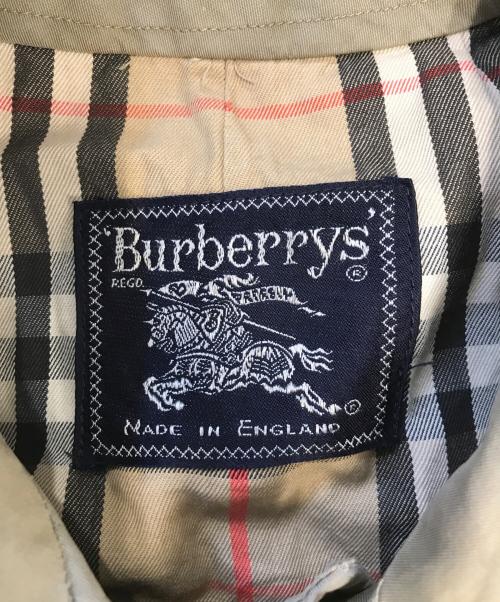 'Burberrys'
®
REGD.
PRORSUM
®
MADE IN ENGLAND